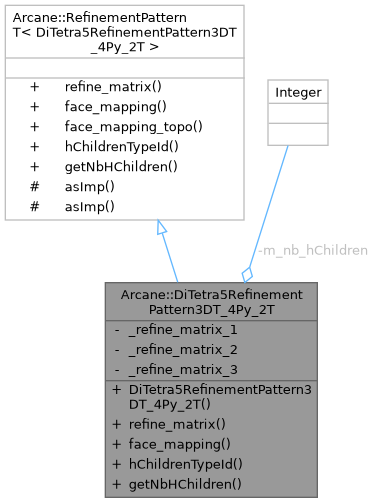 Arcane::RefinementPattern
T< DiTetra5RefinementPattern3DT
_4Py_2T >
+ refine_matrix()
+ face_mapping()
+ face_mapping_topo()
+ hChildrenTypeId()
+ getNbHChildren()
# asImp()
# asImp()
Integer
-m_nb_hChildren
Arcane::DiTetra5Refinement
Pattern3DT_4Py_2T
- _refine_matrix_1
- _refine_matrix_2
- _refine_matrix_3
+ DiTetra5RefinementPattern3
DT_4Py_2T()
+ refine_matrix()
+ face_mapping()
+ hChildrenTypeId()
+ getNbHChildren()